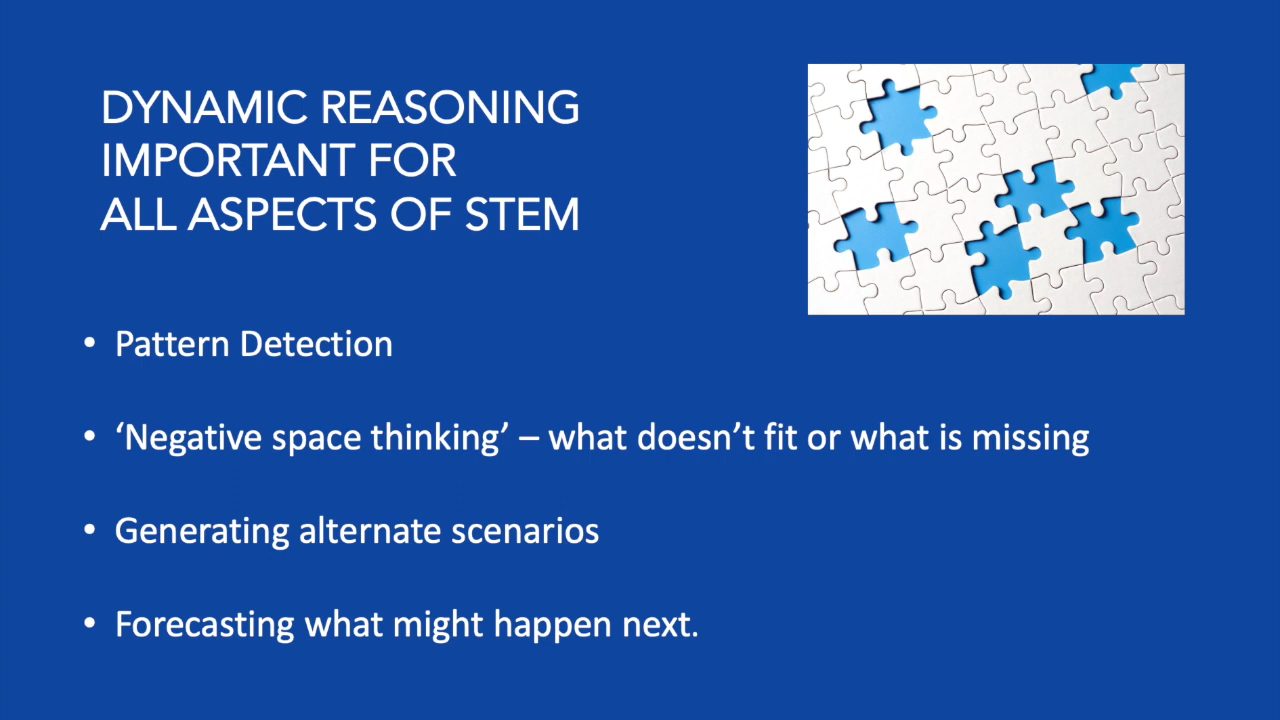 DYNAMIC REASONING
IMPORTANT FOR
ALL ASPECTS OF STEM
• Pattern Detection
• ‘Negative space thinking’ – what doesn’t fit or what is missing
• Generating alternate scenarios
• Forecasting what might happen next.